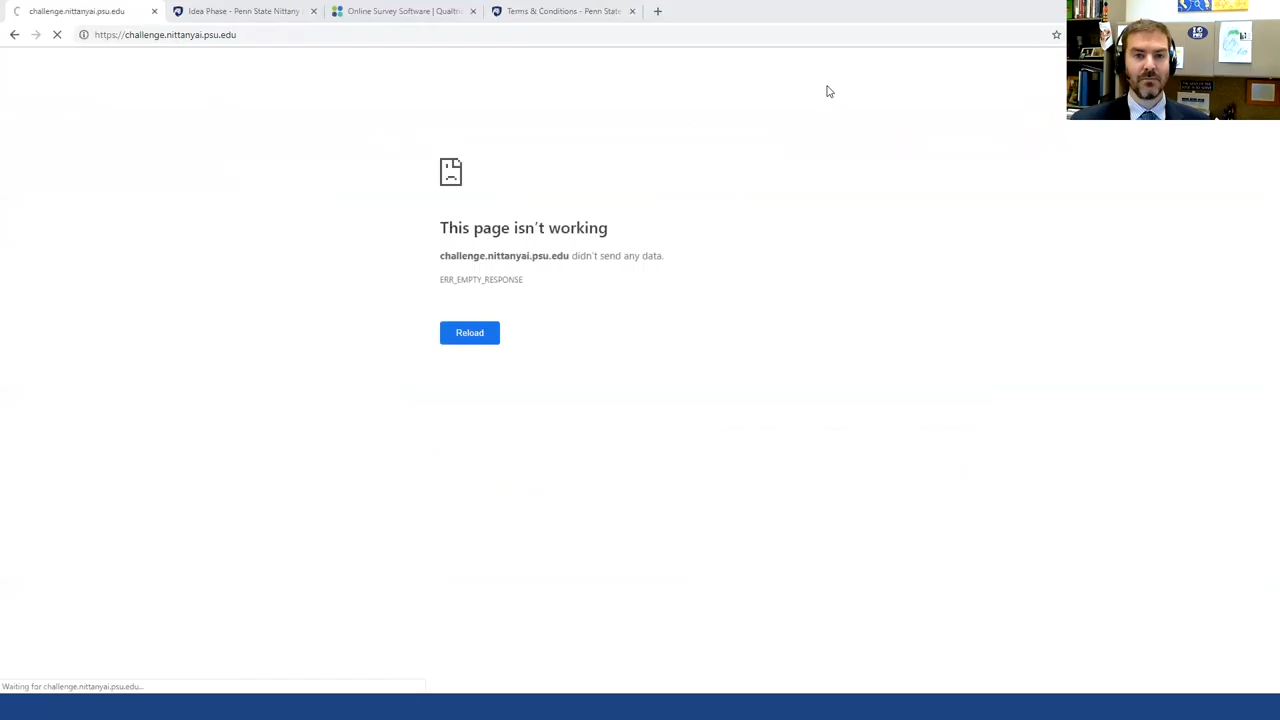 challenge.nittanyai.psu.edu
Idea Phase - Penn State Nittany
Online Survey Software | Qualtri
Terms & Conditions - Penn State
https://challenge.nittanyai.psu.edu
This page isn't working
challenge.nittanyai.psu.edu didn't send any data.
ERR_EMPTY_RESPONSE
Reload
Waiting for challenge.nittanyai.psu.edu...